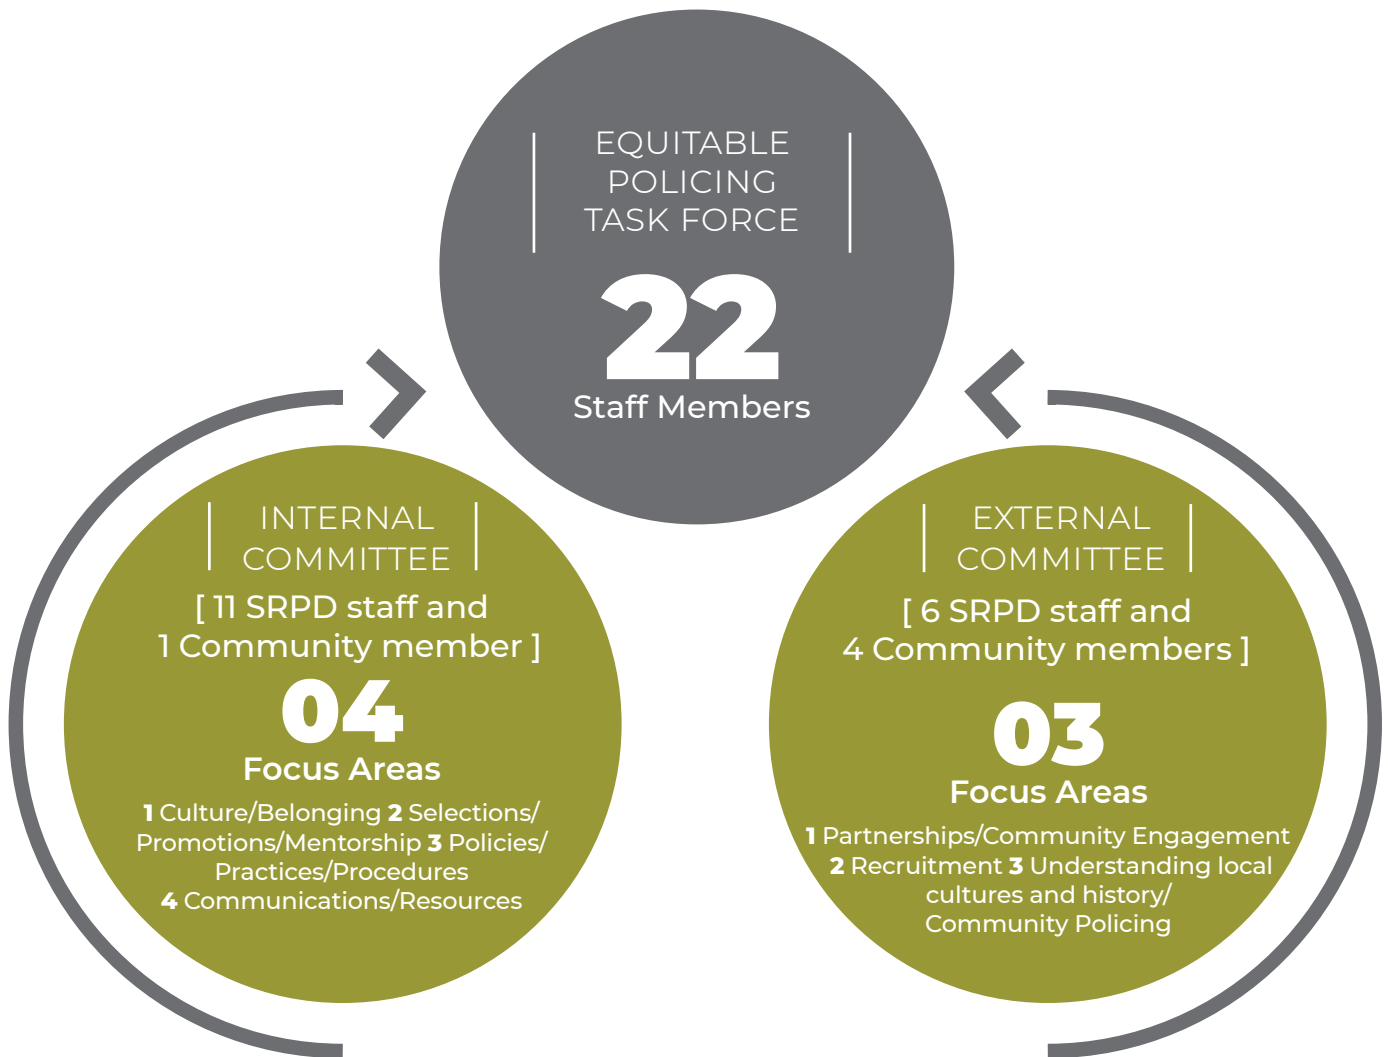 EQUITABLE
POLICING
TASK FORCE
22
Staff Members
INTERNAL
COMMITTEE
[ 11 SRPD staff and
1 Community member ]
04
Focus Areas
1 Culture/Belonging 2 Selections/
Promotions/Mentorship 3 Policies/
Practices/Procedures
4 Communications/Resources
EXTERNAL
COMMITTEE
[ 6 SRPD staff and
4 Community members ]
03
Focus Areas
1 Partnerships/Community Engagement
2 Recruitment 3 Understanding local
cultures and history/
Community Policing